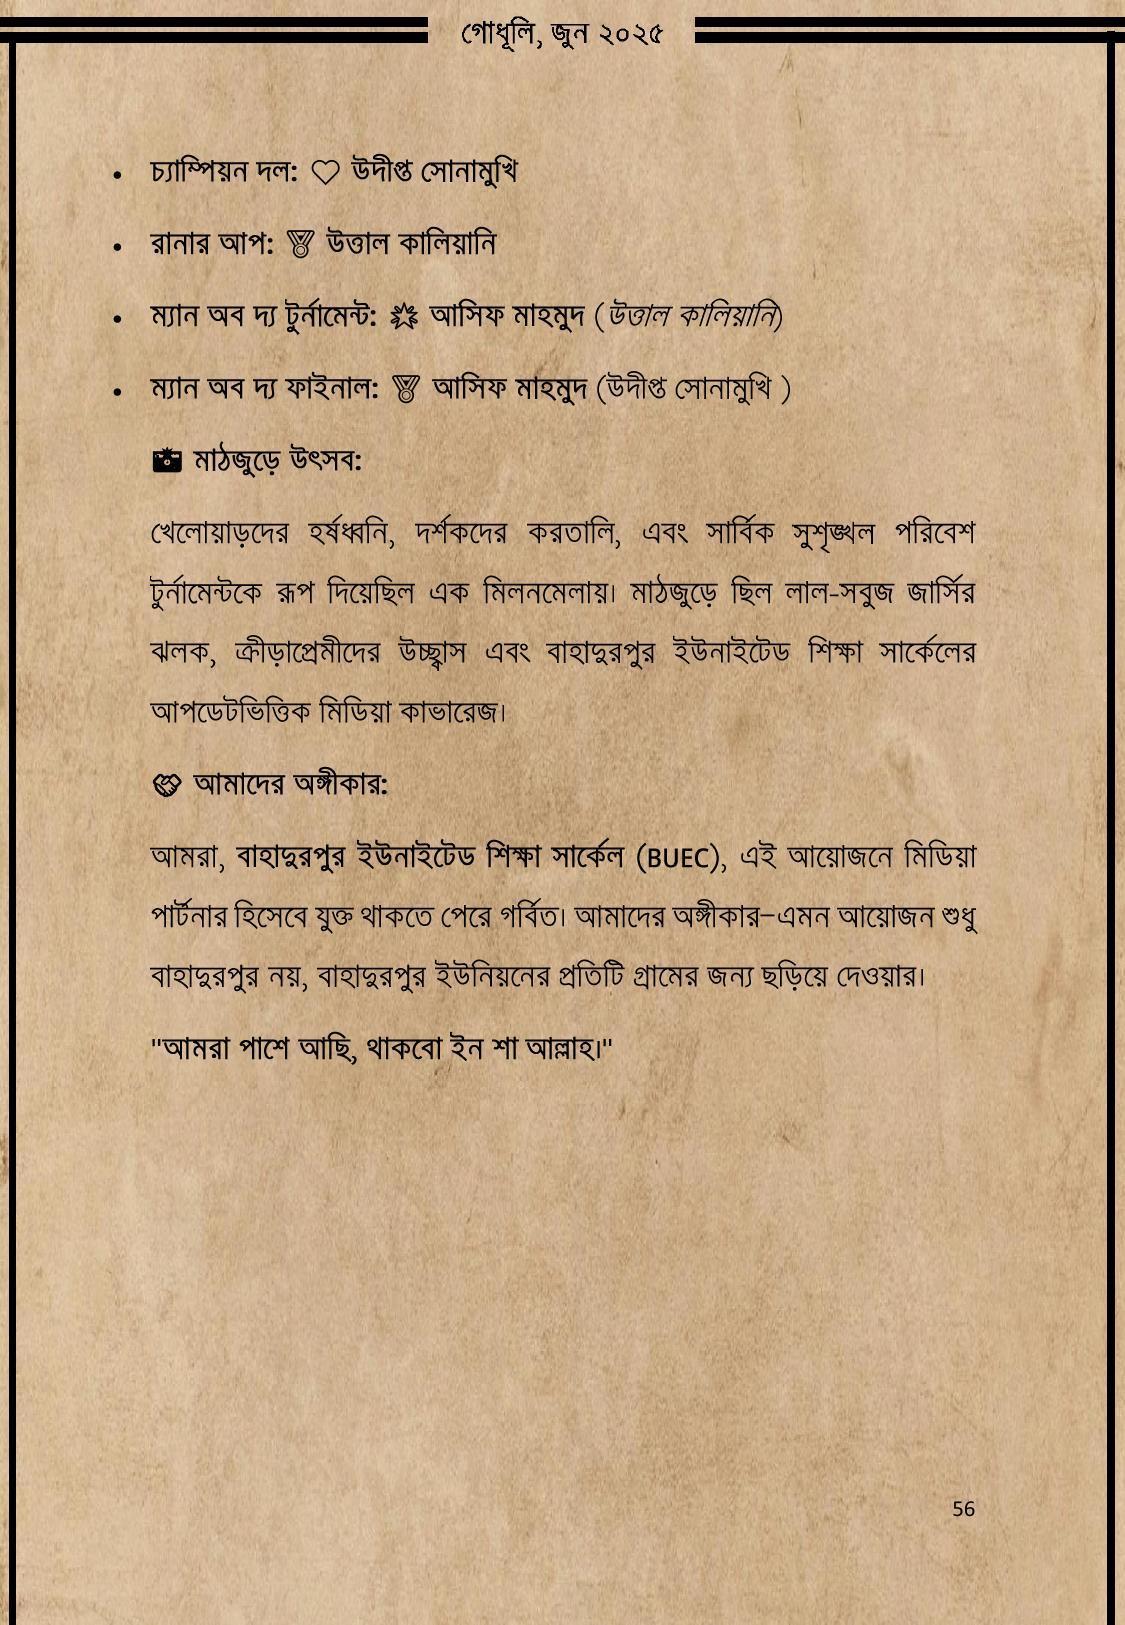 গোধূলি, জুন ২০২৫
• চ্যাম্পিয়ন দল: ♡ উদীপ্ত সোনামুখি
• রানার আপ: 🏅 উত্তাল কালিয়ানি
• ম্যান অব দ্য টুর্নামেন্ট: 🌟 আসিফ মাহমুদ (উত্তাল কালিয়ানি)
• ম্যান অব দ্য ফাইনাল: 🏅 আসিফ মাহমুদ (উদীপ্ত সোনামুখি )
📸 মাঠজুড়ে উৎসব:
খেলোয়াড়দের হর্ষধ্বনি, দর্শকদের করতালি, এবং সার্বিক সুশৃঙ্খল পরিবেশ
টুর্নামেন্টকে রূপ দিয়েছিল এক মিলনমেলায়। মাঠজুড়ে ছিল লাল-সবুজ জার্সির
ঝলক, ক্রীড়াপ্রেমীদের উচ্ছ্বাস এবং বাহাদুরপুর ইউনাইটেড শিক্ষা সার্কেলের
আপডেটভিত্তিক মিডিয়া কাভারেজ।
🤝 আমাদের অঙ্গীকার:
আমরা, বাহাদুরপুর ইউনাইটেড শিক্ষা সার্কেল (BUEC), এই আয়োজনে মিডিয়া
পার্টনার হিসেবে যুক্ত থাকতে পেরে গর্বিত। আমাদের অঙ্গীকার–এমন আয়োজন শুধু
বাহাদুরপুর নয়, বাহাদুরপুর ইউনিয়নের প্রতিটি গ্রামের জন্য ছড়িয়ে দেওয়ার।
"আমরা পাশে আছি, থাকবো ইন শা আল্লাহ।"
56